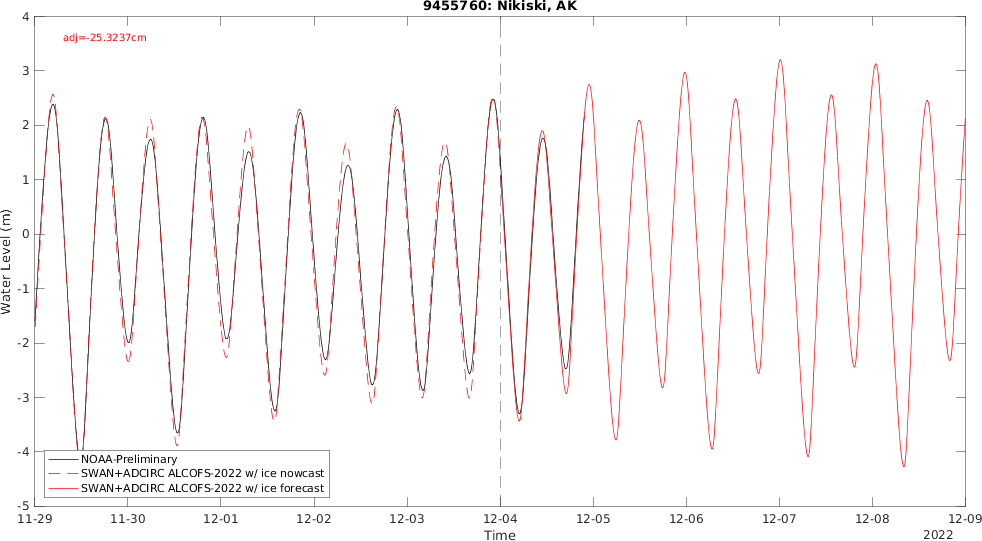 9455760: Nikiski, AK
adj=-25.3237cm
4
3
2
1
0
-1
-2
-3
-4
-5
Water Level (m)
NOAA-Preliminary
SWAN+ADCIRC ALCOFS-2022 w/ ice nowcast
SWAN+ADCIRC ALCOFS-2022 w/ ice forecast
11-29 11-30 12-01 12-02 12-03 12-04 12-05 12-06 12-07 12-08 12-09
Time
2022